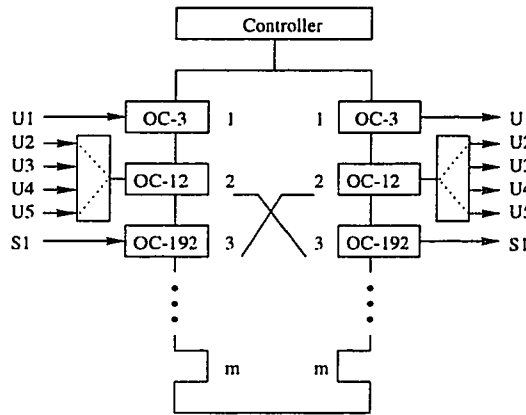 Controller
U1 OC-3 1 1 OC-3 U
U2 U2
U3 OC-12 2 2 OC-12 U3
U4 U4
U5 U5
S1 OC-192 3 3 OC-192 S1
m m